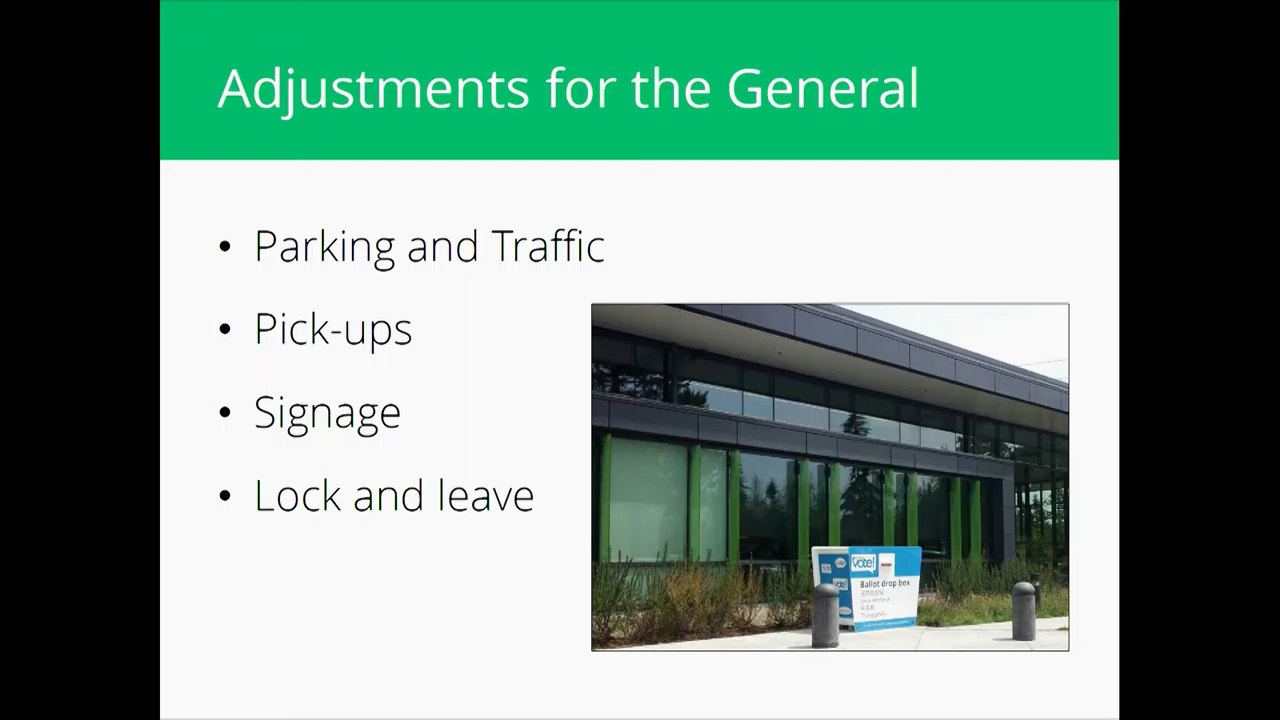 Adjustments for the General
• Parking and Traffic
• Pick-ups
• Signage
• Lock and leave
vote!
Ballot drop box